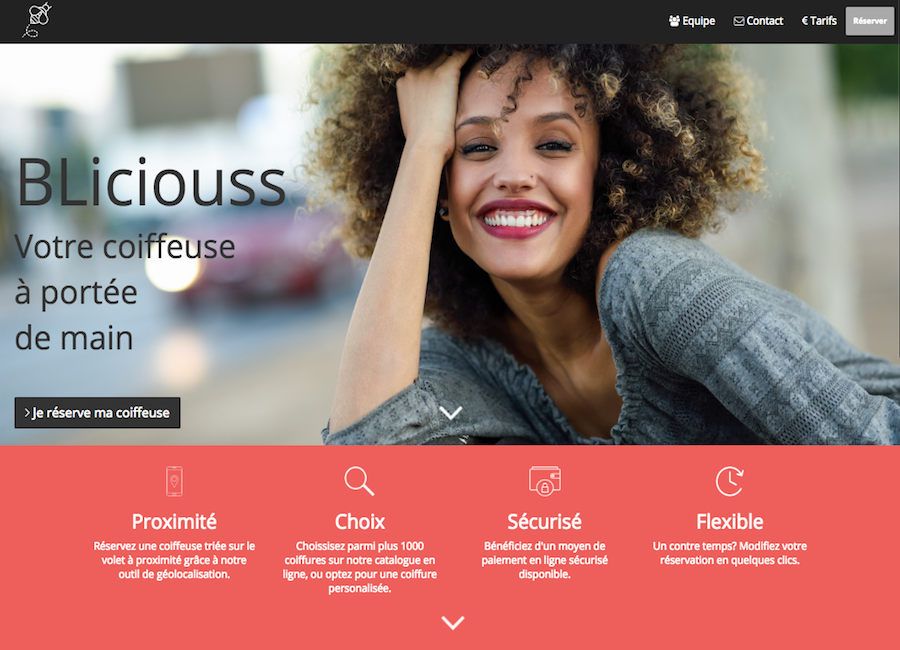 Equipe
Contact
€ Tarifs
Réserver
BLiciouss
Votre coiffeuse
à portée
de main
> Je réserve ma coiffeuse
Proximité
Réservez une coiffeuse triée sur le
volet à proximité grâce à notre
outil de géolocalisation.
Choix
Choissisez parmi plus 1000
coiffures sur notre catalogue en
ligne, ou optez pour une coiffure
personalisée.
Sécurisé
Bénéficiez d'un moyen de
paiement en ligne sécurisé
disponible.
Flexible
Un contre temps? Modifiez votre
réservation en quelques clics.